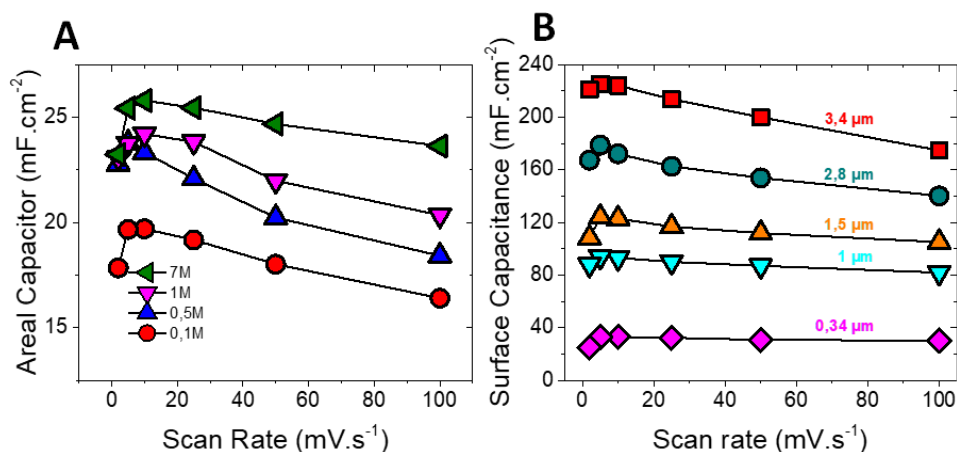 A
Areal Capacitor (mF.cm⁻²)
25
20
15
7M
1M
0,5M
0,1M
0 20 40 60 80 100
Scan Rate (mV.s⁻¹)
B
Surface Capacitance (mF.cm⁻²)
240
200
160
120
80
40
0
3,4 µm
2,8 µm
1,5 µm
1 µm
0,34 µm
0 20 40 60 80 100
Scan rate (mV.s⁻¹)